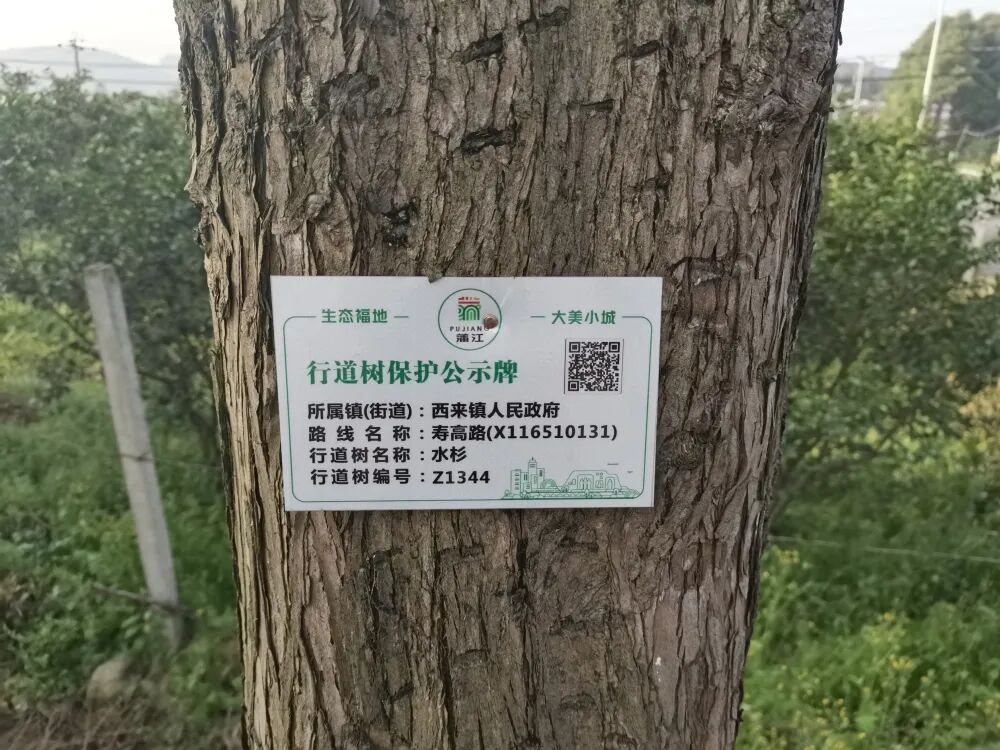 生态福地
PUJIANG
蒲江
大美小城
行道树保护公示牌
所属镇(街道)：西来镇人民政府
路线名称：寿高路(X116510131)
行道树名称：水杉
行道树编号：Z1344